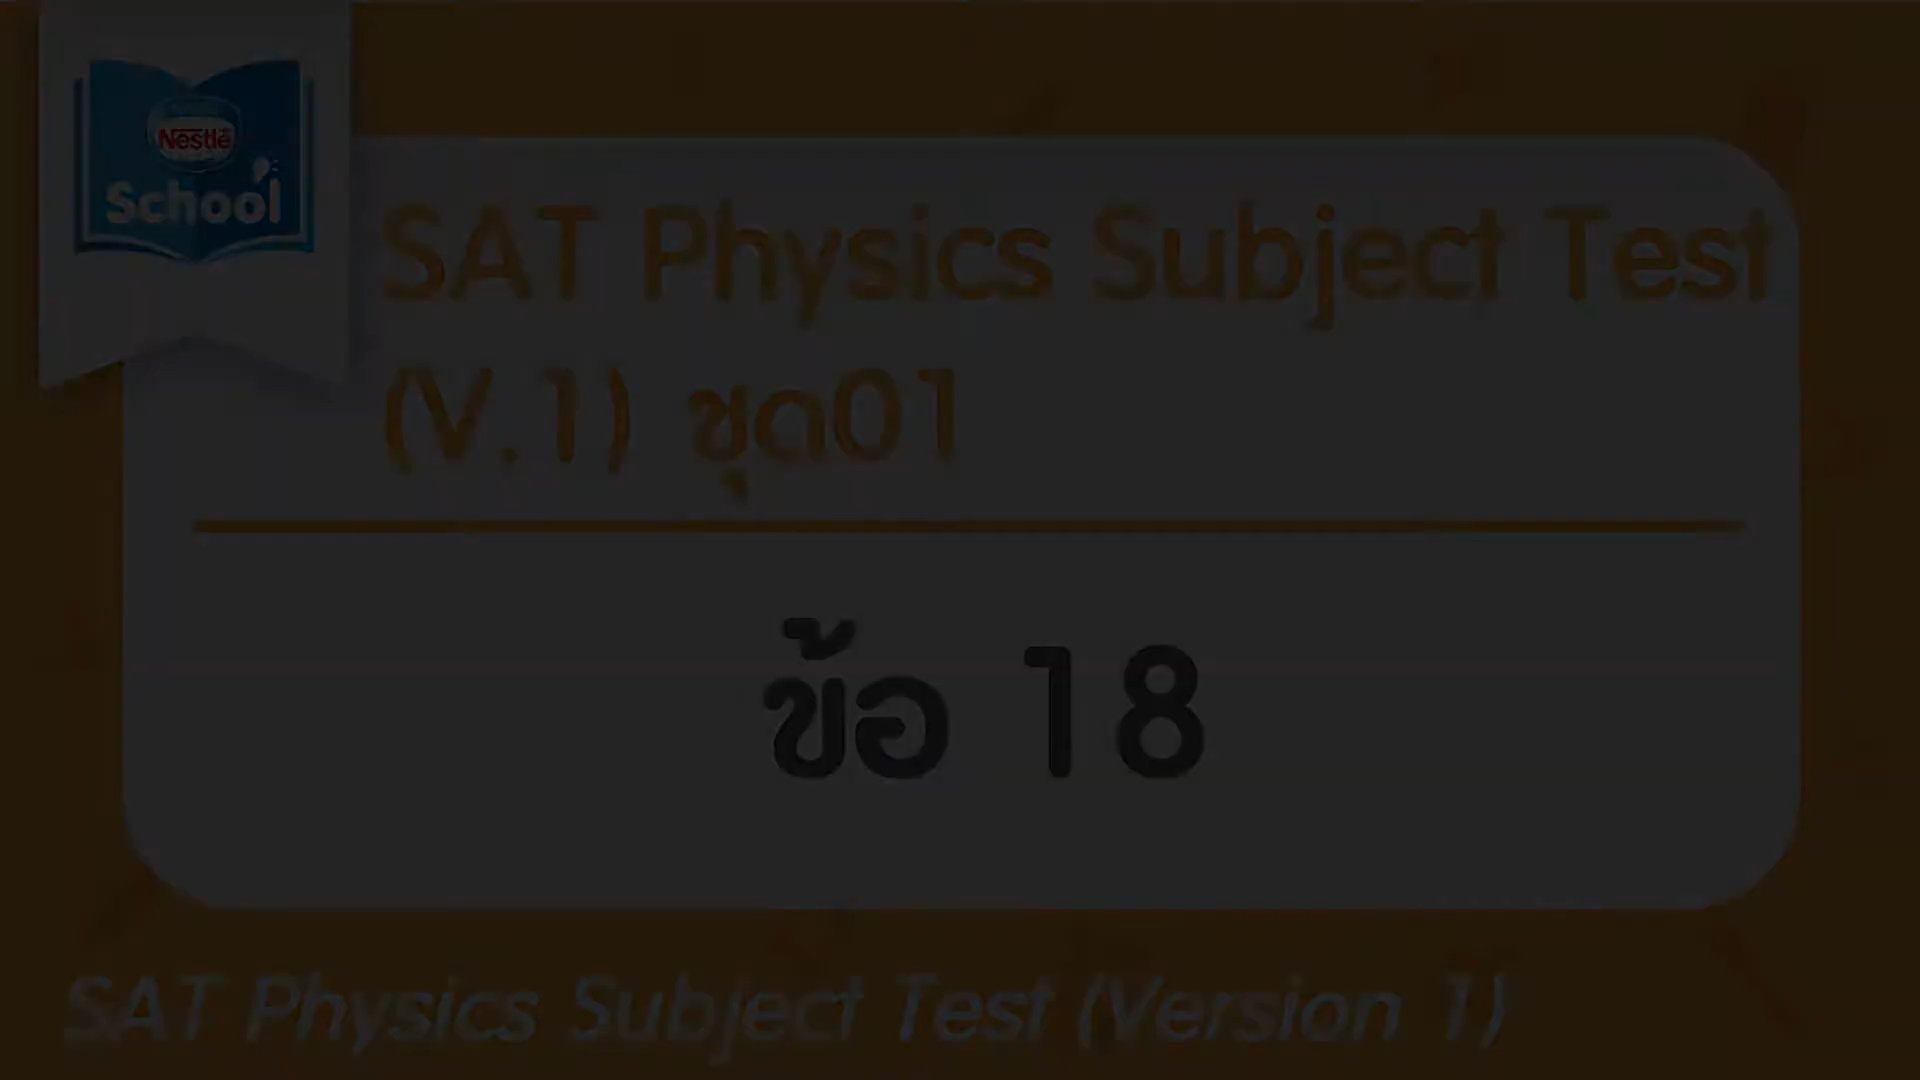 Nestlé
School
SAT Physics Subject Test
(V.1) ชุด01
ข้อ 18
SAT Physics Subject Test (Version 1)